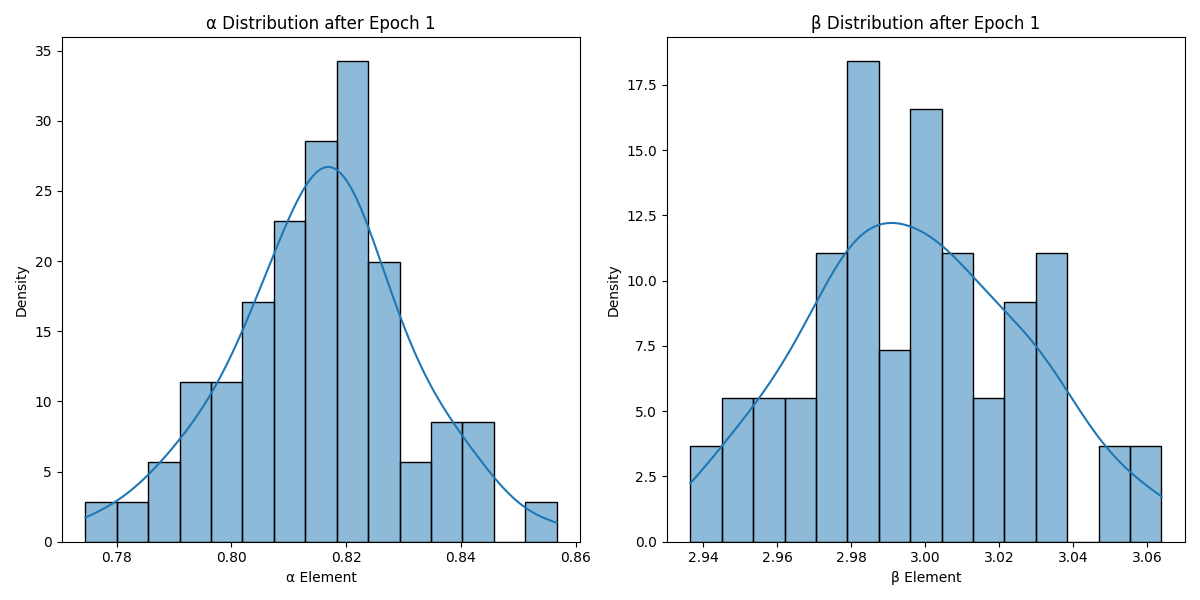 α Distribution after Epoch 1
35
30
25
20
15
10
5
0
Density
0.78 0.80 0.82 0.84 0.86
α Element
β Distribution after Epoch 1
17.5
15.0
12.5
10.0
7.5
5.0
2.5
0.0
Density
2.94 2.96 2.98 3.00 3.02 3.04 3.06
β Element